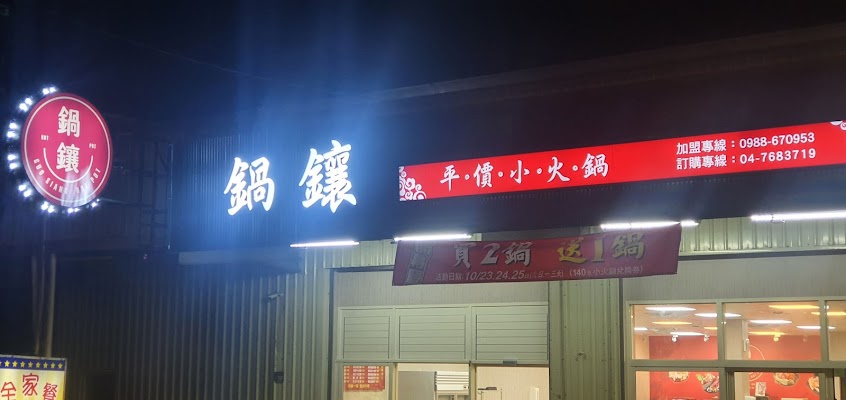 鍋
鑲
HOT POT
鍋鑲
平·價·小·火·鍋
加盟專線：0988-670953
訂購專線：04-7683719
買2鍋 送1鍋
活動日期：10/23.24.25
全家餐